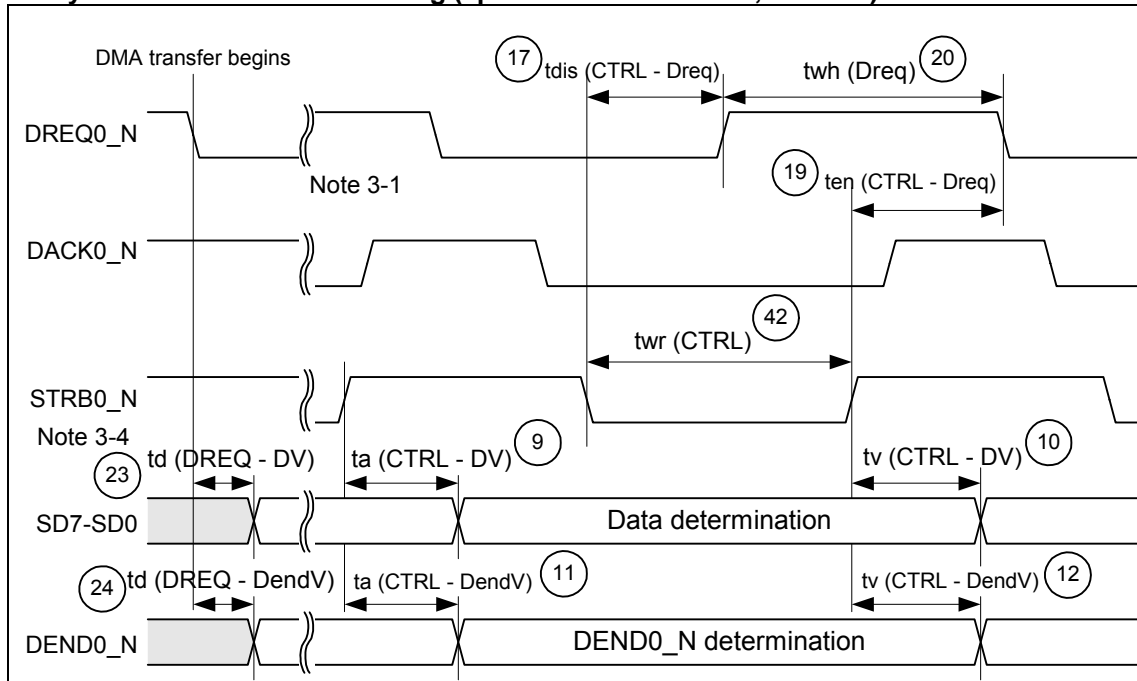 DMA transfer begins
17 tdis (CTRL - Dreq)
twh (Dreq) 20
DREQ0_N
Note 3-1
19 ten (CTRL - Dreq)
DACK0_N
twr (CTRL) 42
STRB0_N
Note 3-4
23 td (DREQ - DV)
ta (CTRL - DV) 9
tv (CTRL - DV) 10
SD7-SD0
Data determination
24 td (DREQ - DendV)
ta (CTRL - DendV) 11
tv (CTRL - DendV) 12
DEND0_N
DEND0_N determination